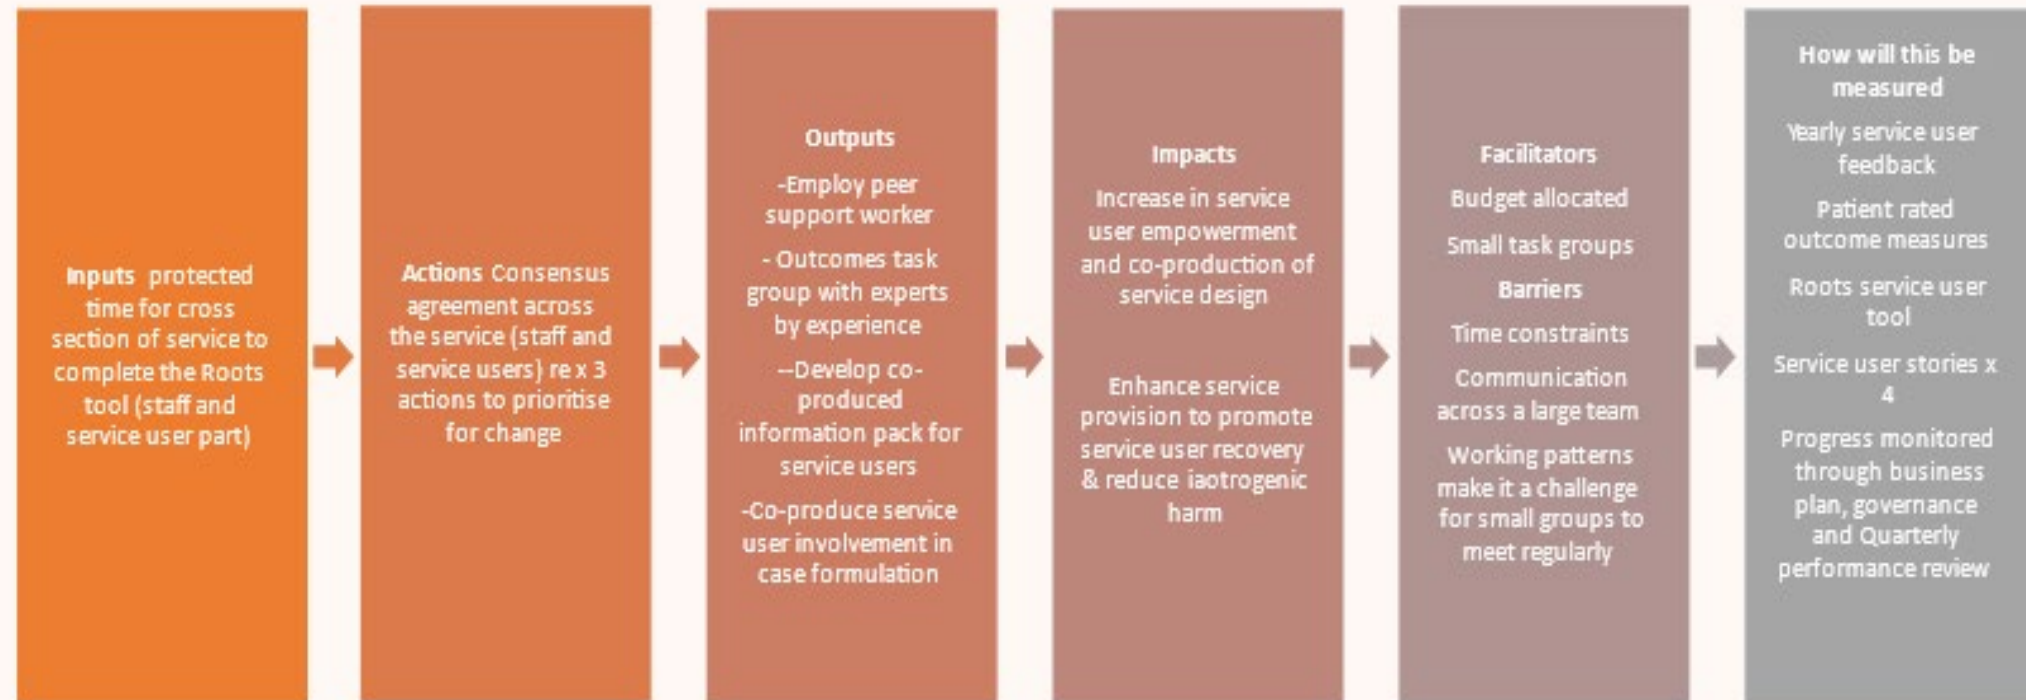 Inputs protected
time for cross
section of service to
complete the Roots
tool (staff and
service user part)
Actions Consensus
agreement across
the service (staff and
service users) re x 3
actions to prioritise
for change
Outputs
-Employ peer
support worker
- Outcomes task
group with experts
by experience
--Develop co-
produced
information pack for
service users
-Co-produce service
user involvement in
case formulation
Impacts
Increase in service
user empowerment
and co-production of
service design
Enhance service
provision to promote
service user recovery
& reduce iaotrogenic
harm
Facilitators
Budget allocated
Small task groups
Barriers
Time constraints
Communication
across a large team
Working patterns
make it a challenge
for small groups to
meet regularly
How will this be
measured
Yearly service user
feedback
Patient rated
outcome measures
Roots service user
tool
Service user stories x
4
Progress monitored
through business
plan, governance
and Quarterly
performance review